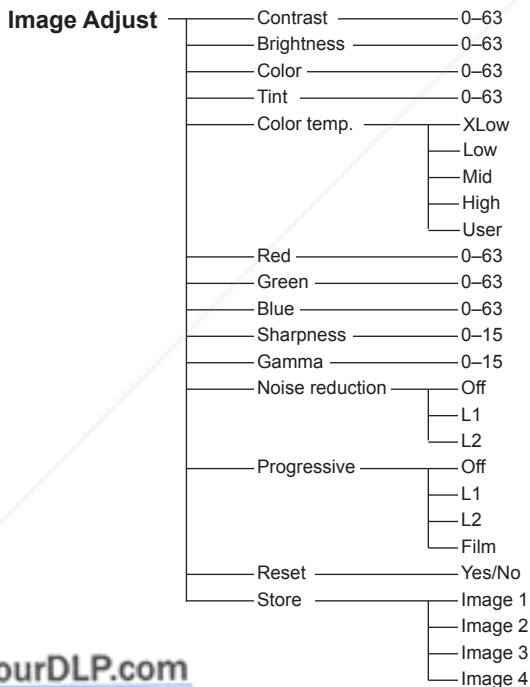 Image Adjust Contrast 0–63
Brightness 0–63
Color 0–63
Tint 0–63
Color temp. XLow
Low
Mid
High
User
Red 0–63
Green 0–63
Blue 0–63
Sharpness 0–15
Gamma 0–15
Noise reduction Off
L1
L2
Progressive Off
L1
L2
Film
Reset Yes/No
Store Image 1
Image 2
Image 3
Image 4
ourDLP.com